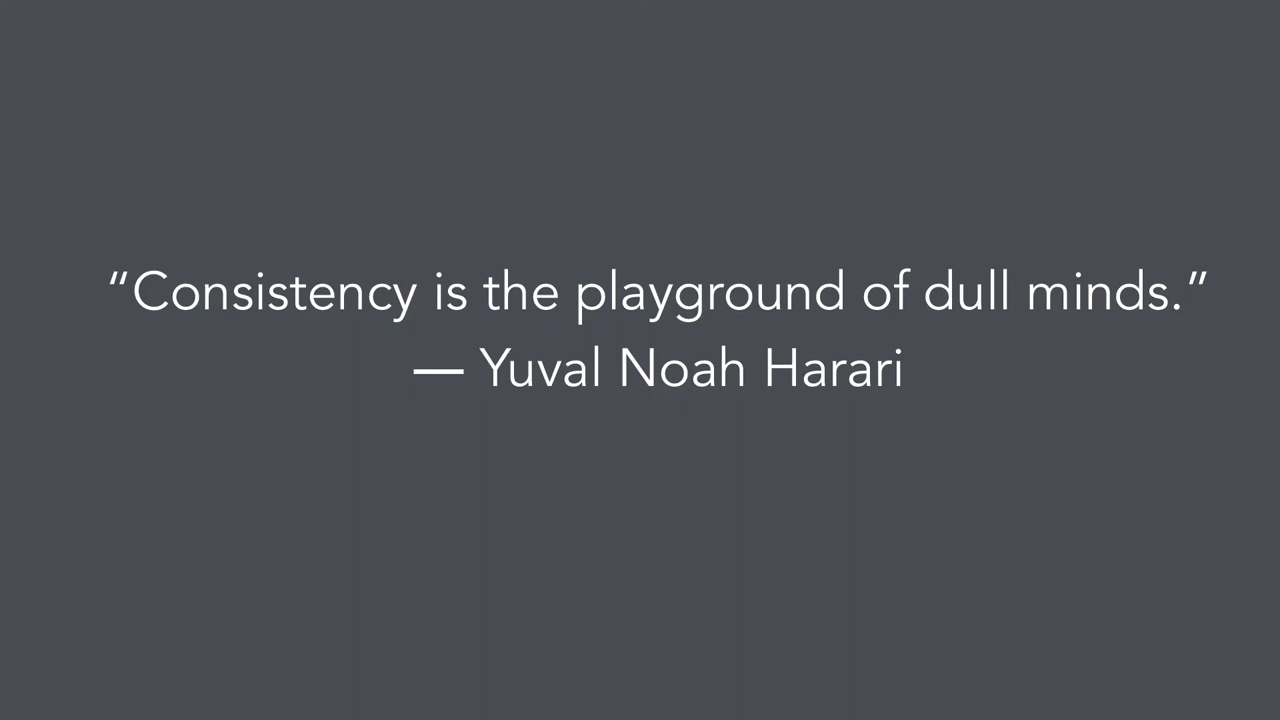 “Consistency is the playground of dull minds.”
— Yuval Noah Harari